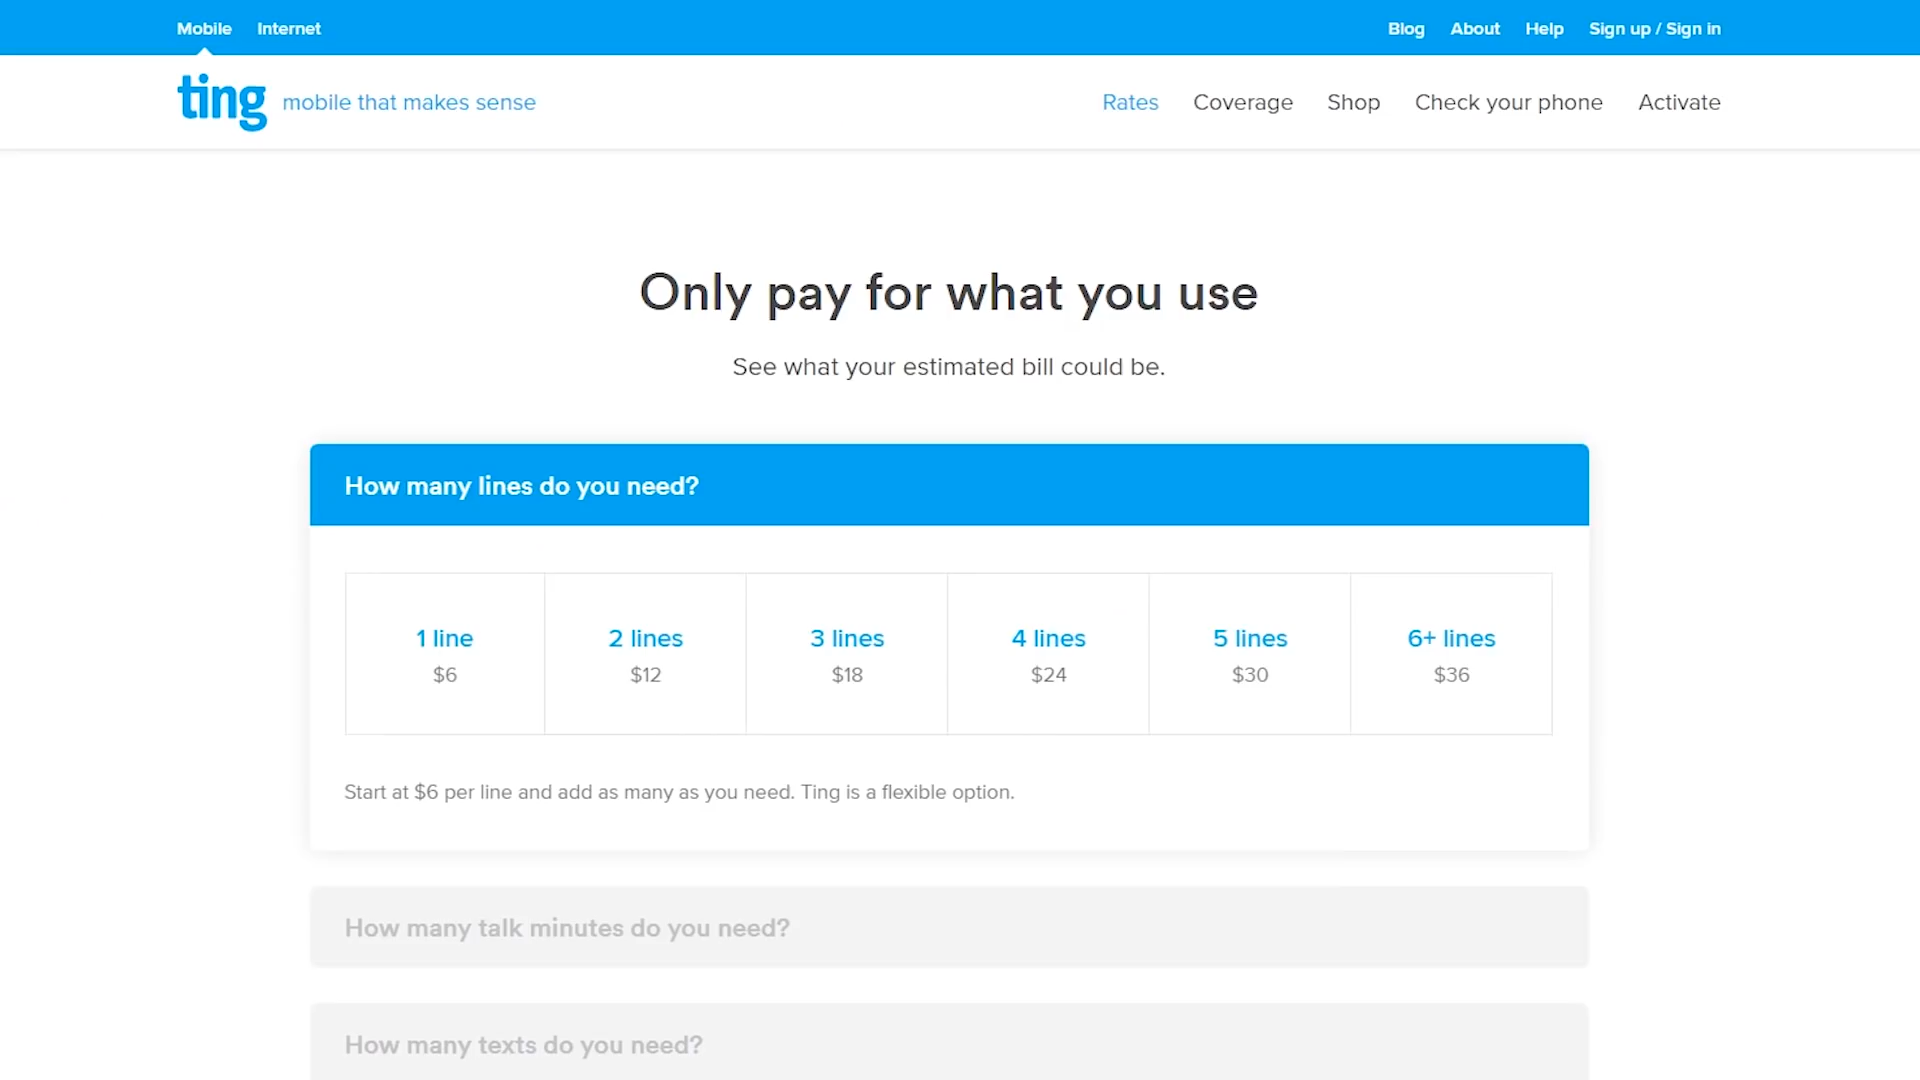 Mobile Internet Blog About Help Sign up / Sign in
ting mobile that makes sense Rates Coverage Shop Check your phone Activate
Only pay for what you use
See what your estimated bill could be.
How many lines do you need?
1 line 2 lines 3 lines 4 lines 5 lines 6+ lines
$6 $12 $18 $24 $30 $36
Start at $6 per line and add as many as you need. Ting is a flexible option.
How many talk minutes do you need?
How many texts do you need?